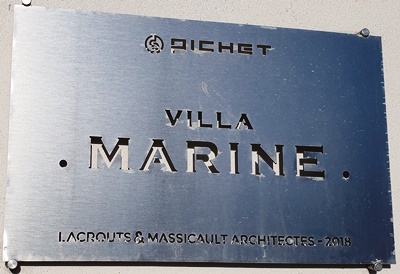 PICHET
VILLA
. MARINE .
LACROUTS & MASSICAULT ARCHITECTES - 2018